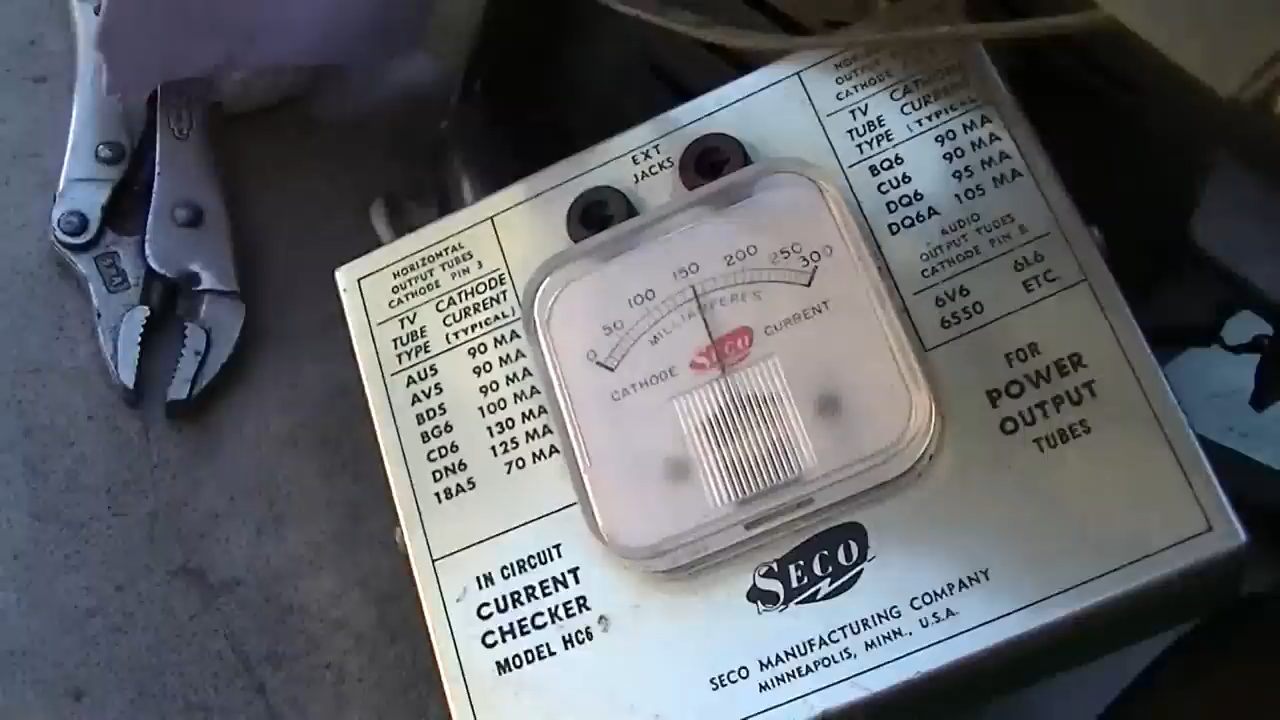 HORIZONTAL
OUTPUT TUBES
CATHODE PIN 3
TV TUBE TYPE
CATHODE CURRENT (TYPICAL)
AU5 90 MA
AV5 90 MA
BD5 90 MA
BG6 100 MA
CD6 130 MA
DN6 125 MA
18A5 70 MA
IN CIRCUIT
CURRENT
CHECKER
MODEL HC6
EXT
JACKS
0 50 100 150 200 250 300
MILLIAMPERES
CATHODE SECO CURRENT
SECO
SECO MANUFACTURING COMPANY
MINNEAPOLIS, MINN., U.S.A.
OUTPUT
CATHODE
TV TUBE TYPE
CATHODE CURRENT (TYPICAL
BQ6 90 MA
CU6 90 MA
DQ6 95 MA
DQ6A 105 MA
AUDIO
OUTPUT TUBES
CATHODE PIN 8
6V6 6L6
6550 ETC.
FOR
POWER
OUTPUT
TUBES